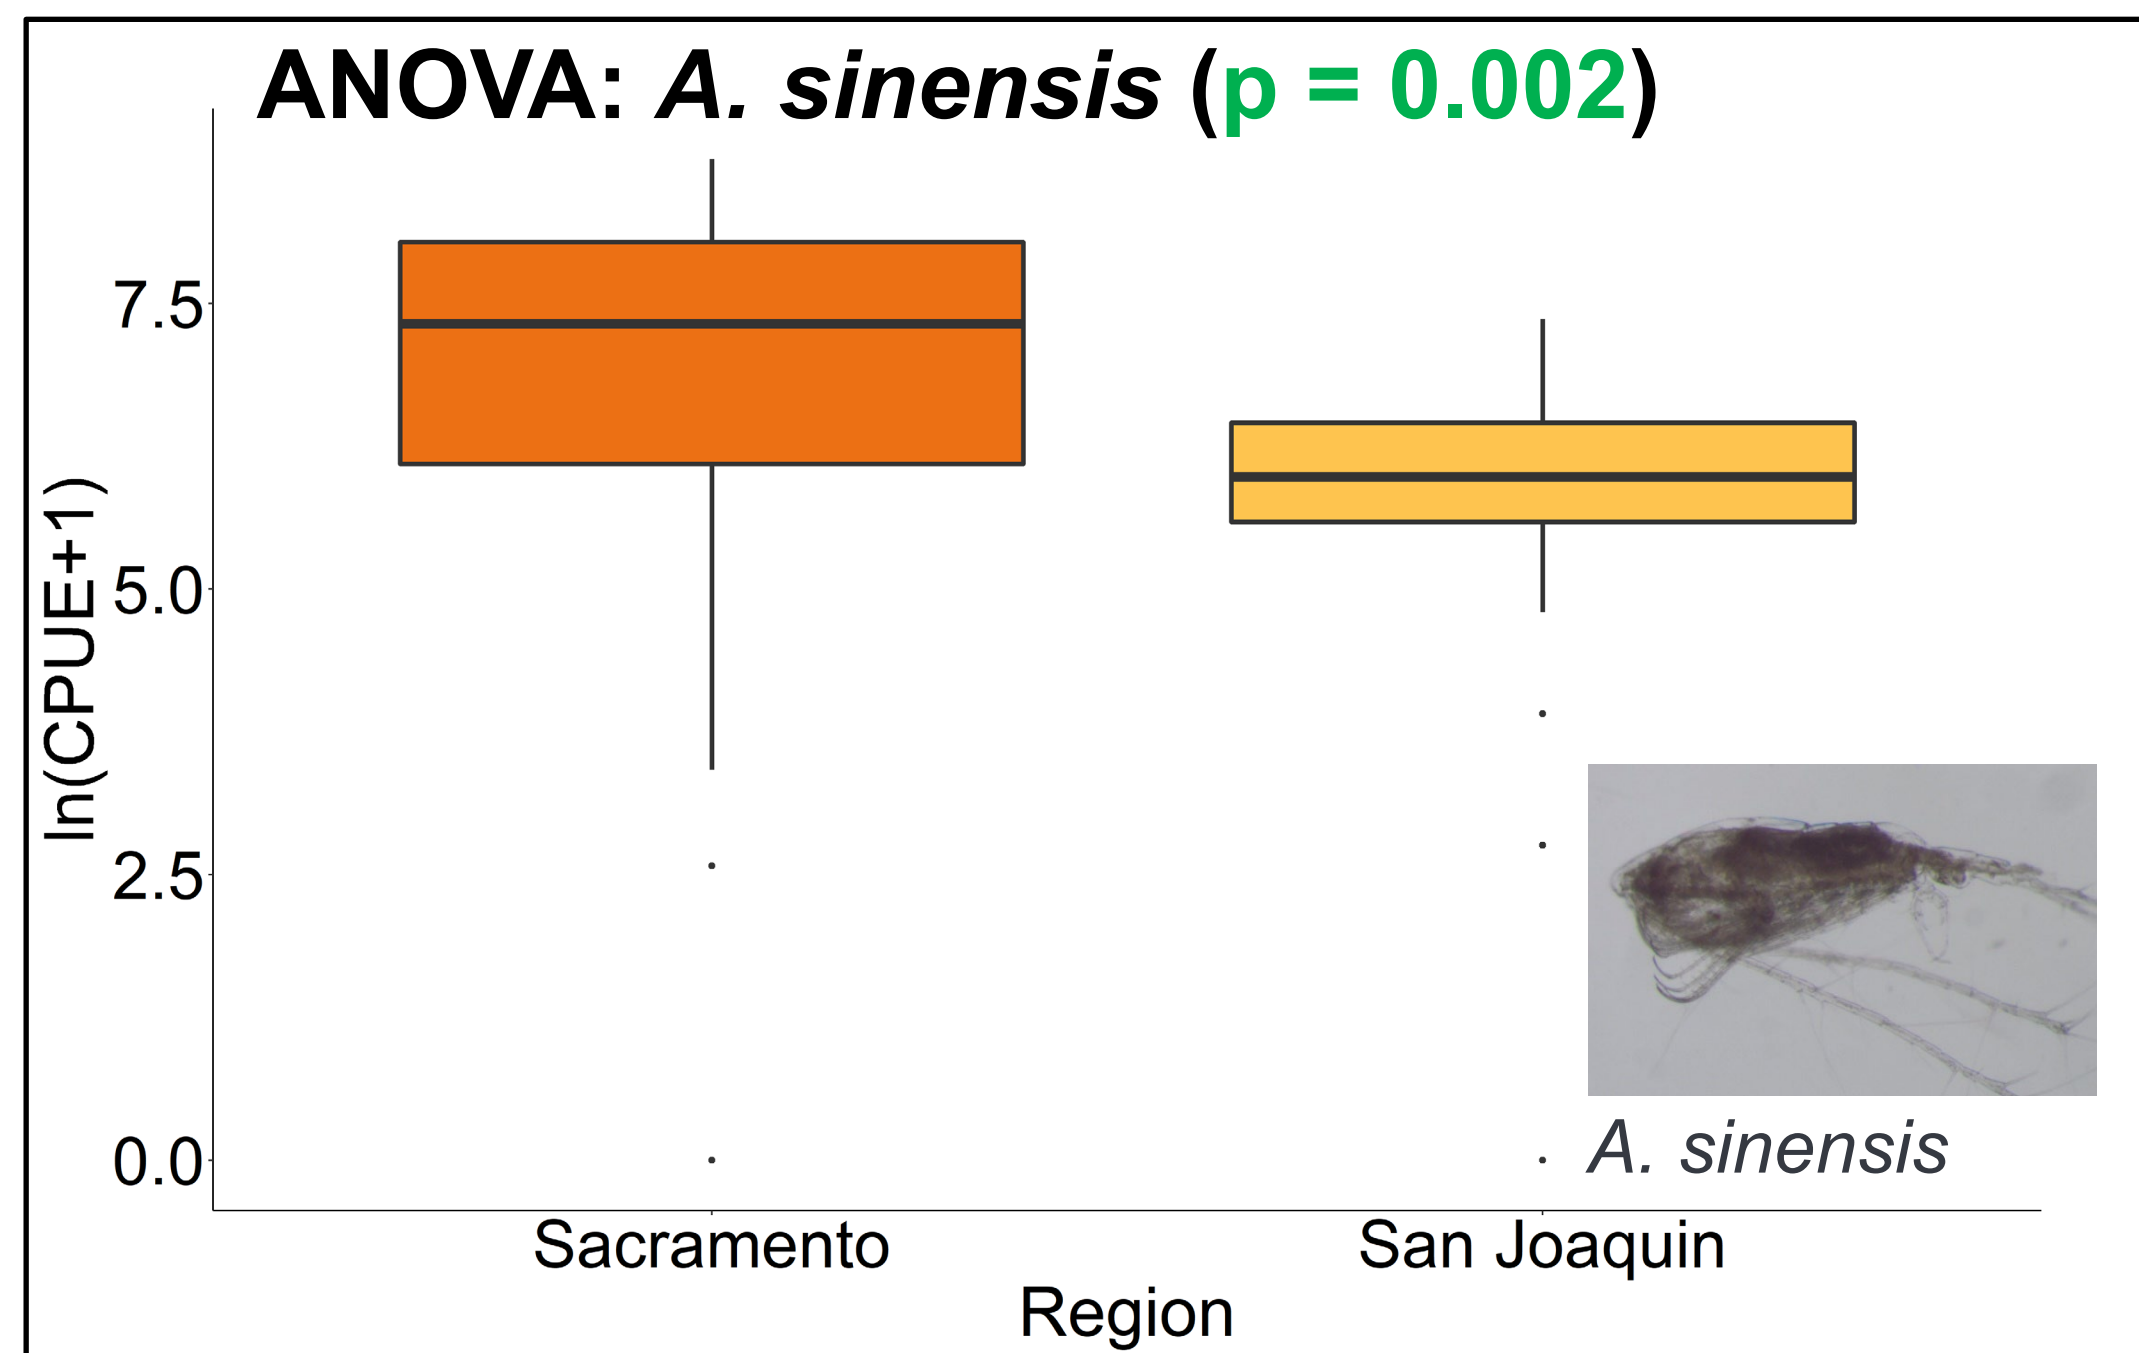 ANOVA: A. sinensis (p = 0.002)
ln(CPUE+1)
7.5
5.0
2.5
0.0
A. sinensis
Sacramento
San Joaquin
Region